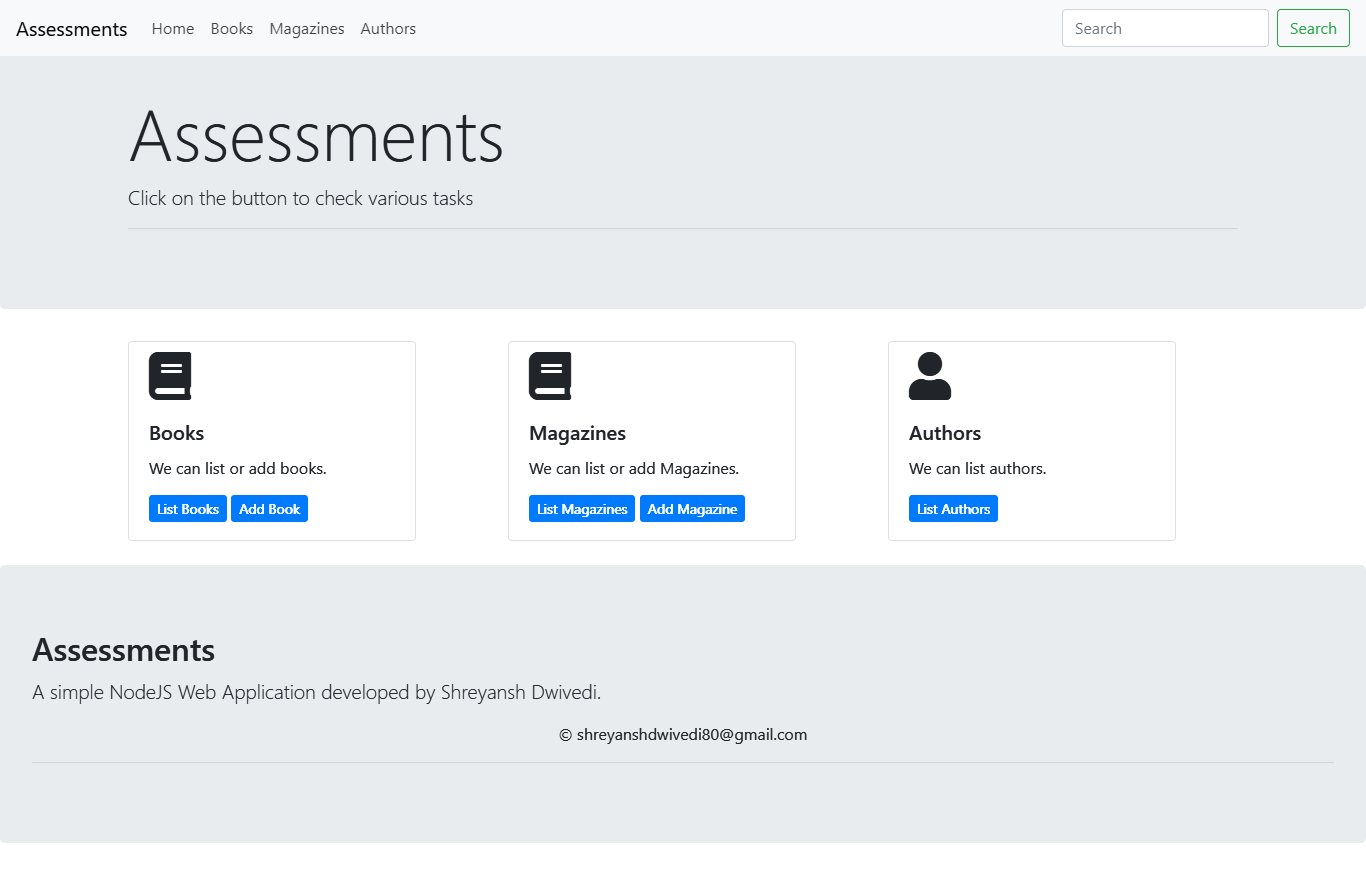 Assessments Home Books Magazines Authors Search Search
Assessments
Click on the button to check various tasks
Books
We can list or add books.
List Books Add Book
Magazines
We can list or add Magazines.
List Magazines Add Magazine
Authors
We can list authors.
List Authors
Assessments
A simple NodeJS Web Application developed by Shreyansh Dwivedi.
© shreyanshdwivedi80@gmail.com